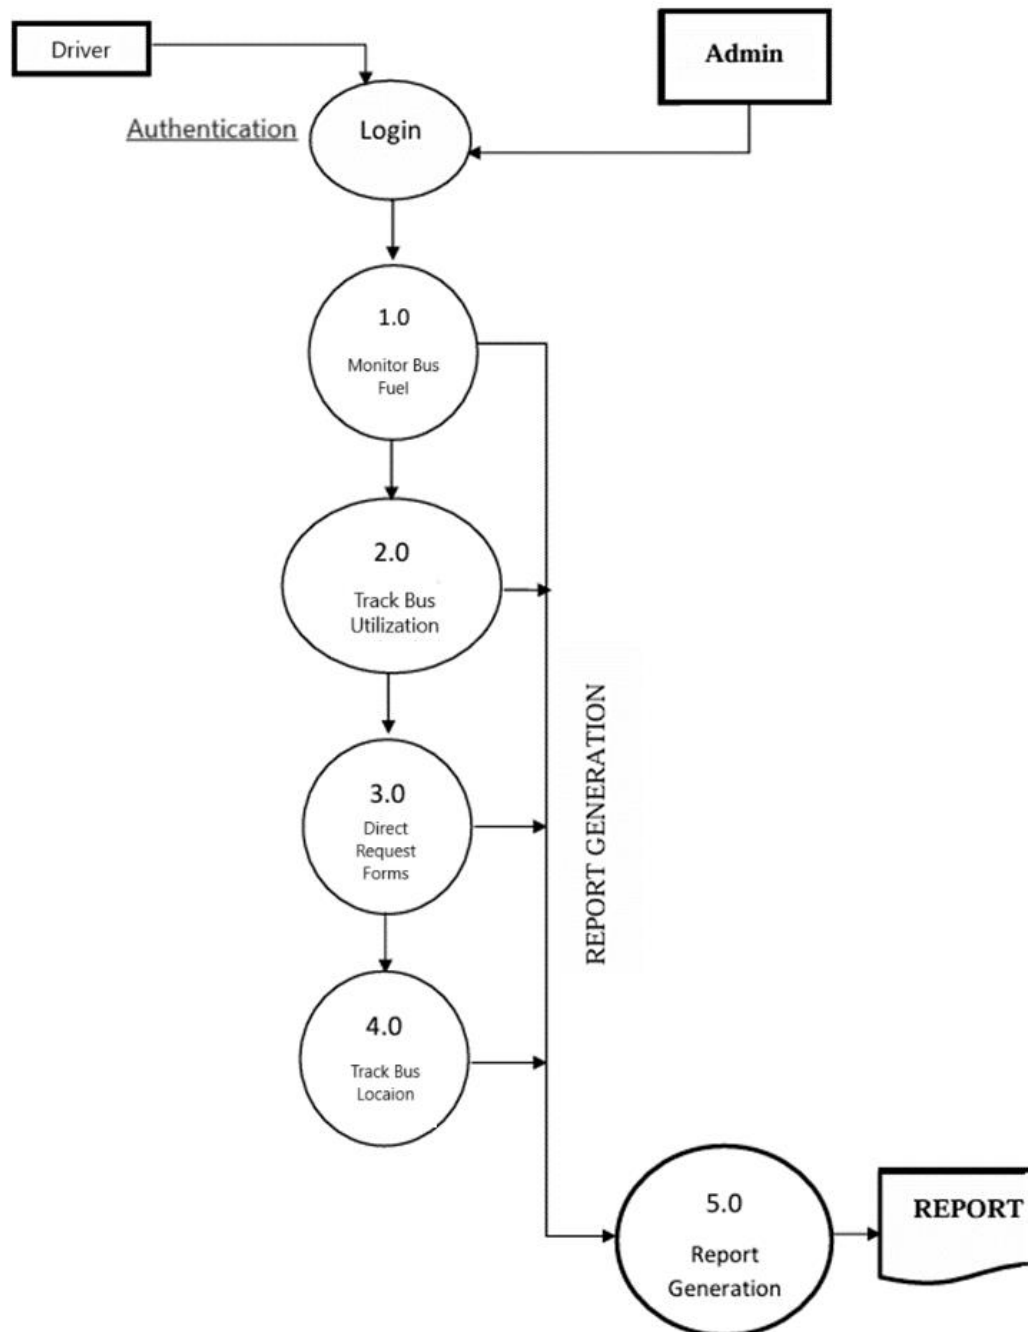 Driver
Admin
Authentication
Login
1.0
Monitor Bus
Fuel
2.0
Track Bus
Utilization
REPORT GENERATION
3.0
Direct
Request
Forms
4.0
Track Bus
Locaion
5.0
Report
Generation
REPORT